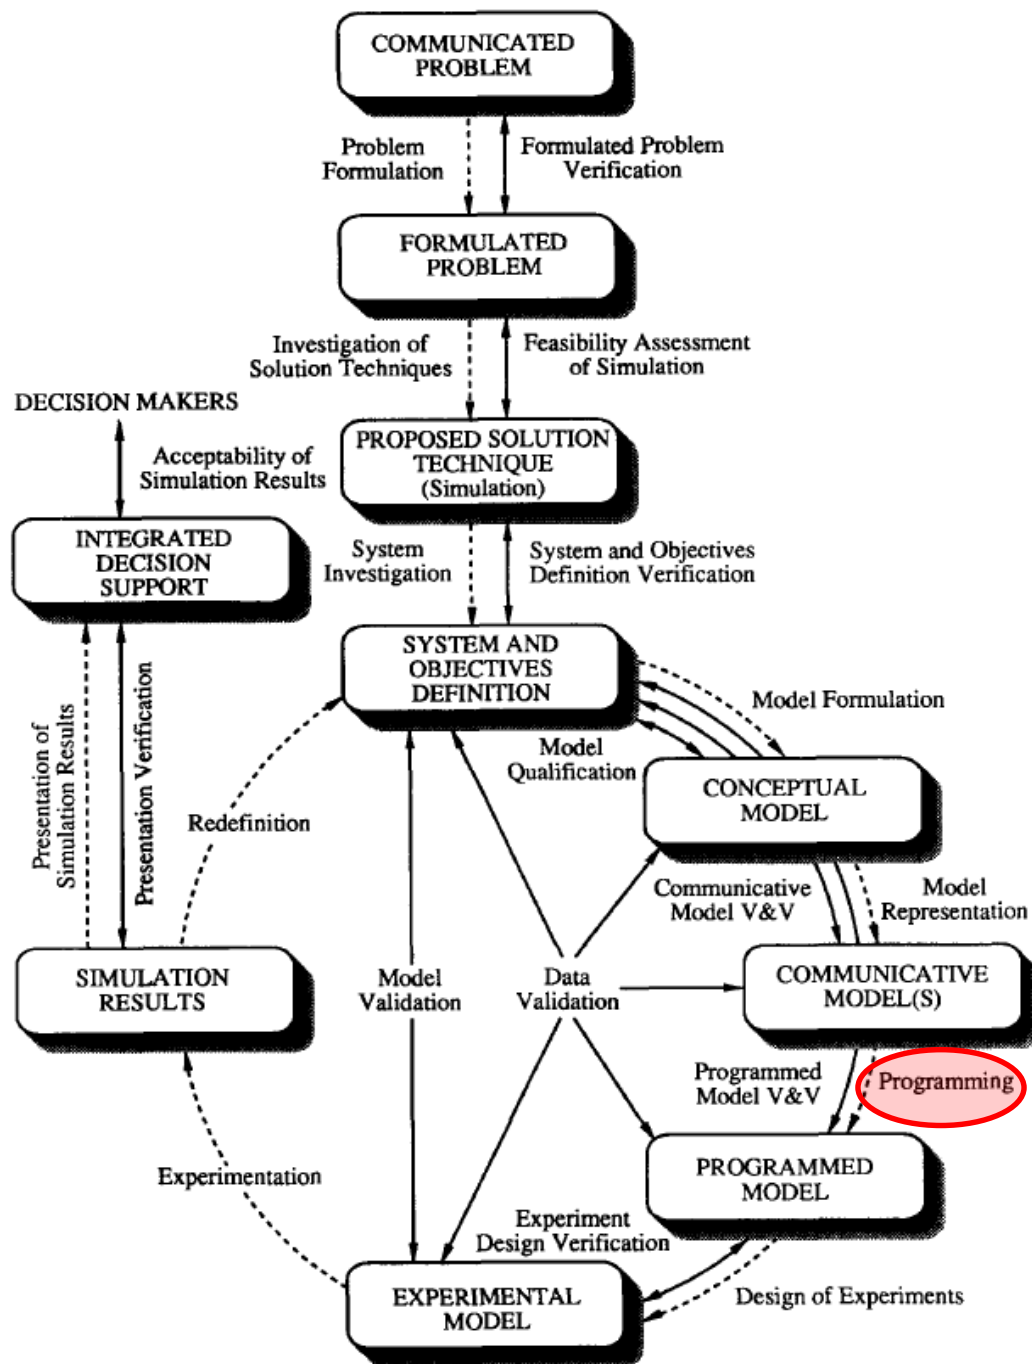 COMMUNICATED
PROBLEM
Problem
Formulation
Formulated Problem
Verification
FORMULATED
PROBLEM
Investigation of
Solution Techniques
Feasibility Assessment
of Simulation
DECISION MAKERS
Acceptability of
Simulation Results
PROPOSED SOLUTION
TECHNIQUE
(Simulation)
INTEGRATED
DECISION
SUPPORT
System
Investigation
System and Objectives
Definition Verification
SYSTEM AND
OBJECTIVES
DEFINITION
Model Formulation
Presentation of
Simulation Results
Presentation Verification
Redefinition
Model
Qualification
CONCEPTUAL
MODEL
Communicative
Model V&V
Model
Representation
SIMULATION
RESULTS
Model
Validation
Data
Validation
COMMUNICATIVE
MODEL(S)
Programmed
Model V&V
Programming
PROGRAMMED
MODEL
Experimentation
Experiment
Design Verification
EXPERIMENTAL
MODEL
Design of Experiments